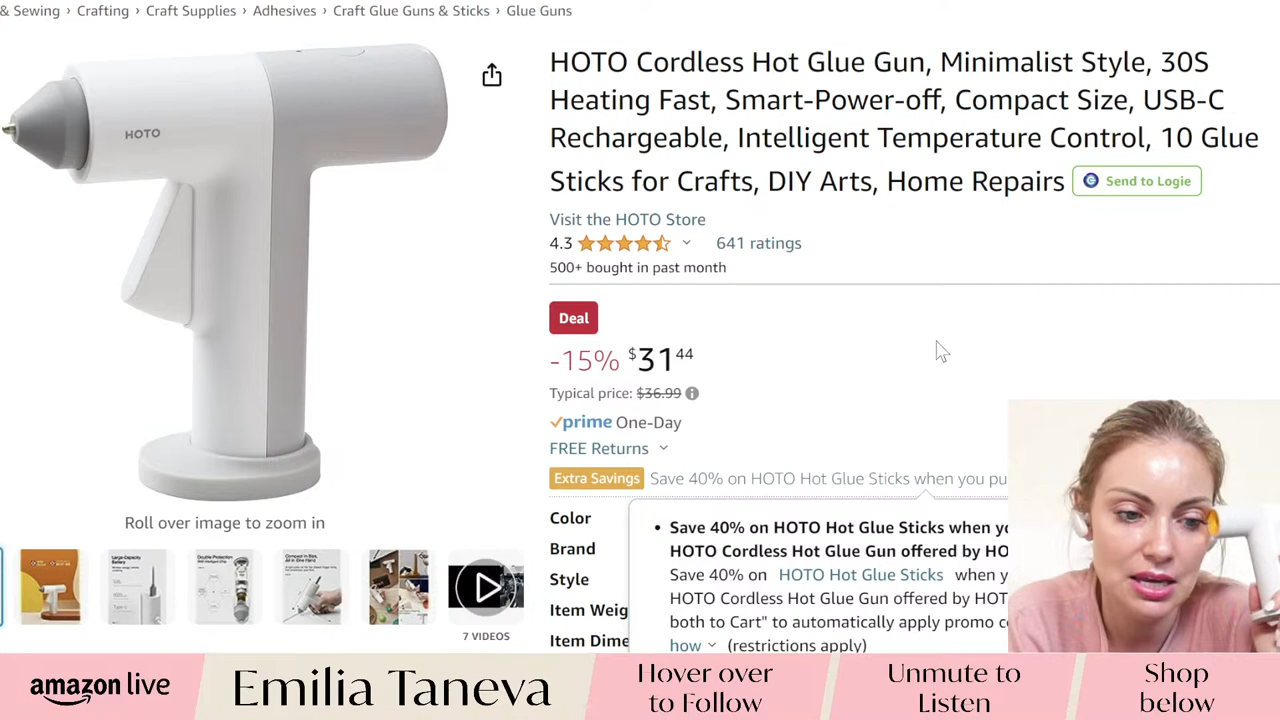 & Sewing › Crafting › Craft Supplies › Adhesives › Craft Glue Guns & Sticks › Glue Guns
HOTO
HOTO Cordless Hot Glue Gun, Minimalist Style, 30S
Heating Fast, Smart-Power-off, Compact Size, USB-C
Rechargeable, Intelligent Temperature Control, 10 Glue
Sticks for Crafts, DIY Arts, Home Repairs
Send to Logie
Visit the HOTO Store
4.3
641 ratings
500+ bought in past month
Deal
-15% $31 44
Typical price: $36.99
prime One-Day
FREE Returns
Extra Savings Save 40% on HOTO Hot Glue Sticks when you pu
Roll over image to zoom in
7 VIDEOS
Color
Brand
Style
Item Weig
Item Dime
• Save 40% on HOTO Hot Glue Sticks when yo
HOTO Cordless Hot Glue Gun offered by HO
Save 40% on HOTO Hot Glue Sticks when y
HOTO Cordless Hot Glue Gun offered by HOT
both to Cart" to automatically apply promo c
how (restrictions apply)
amazon live
Emilia Taneva
Hover over
to Follow
Unmute to
Listen
Shop
below